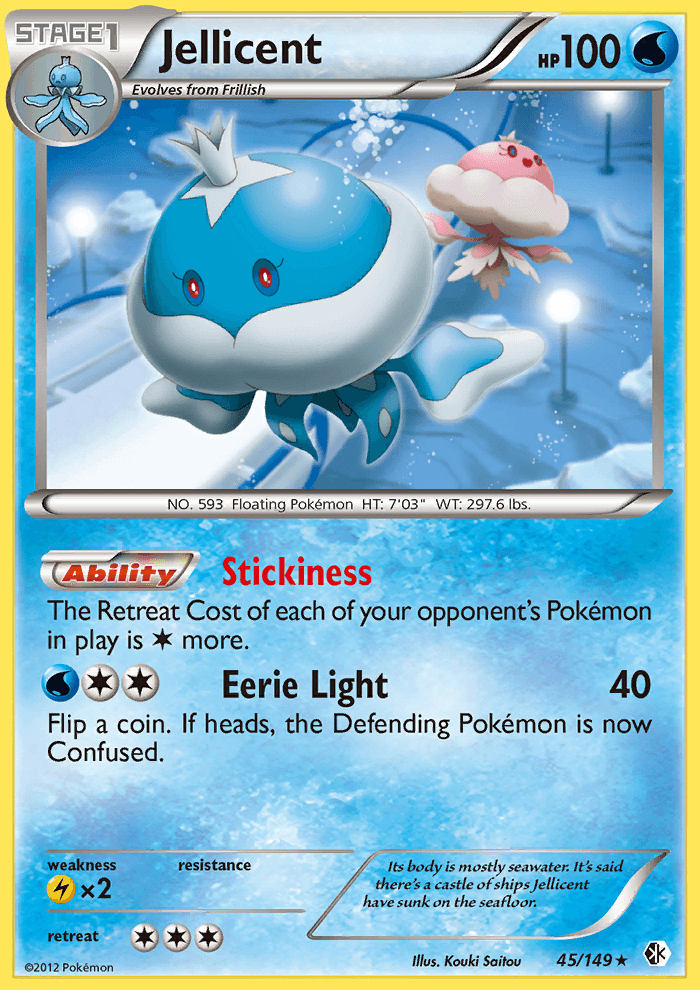 STAGE1
Jellicent
HP100
Evolves from Frillish
NO. 593 Floating Pokémon HT: 7'03" WT: 297.6 lbs.
Ability Stickiness
The Retreat Cost of each of your opponent's Pokémon
in play is more.
Eerie Light 40
Flip a coin. If heads, the Defending Pokémon is now
Confused.
weakness resistance
×2
Its body is mostly seawater. It's said
there's a castle of ships Jellicent
have sunk on the seafloor.
retreat
Illus. Kouki Saitou 45/149★
©2012 Pokémon